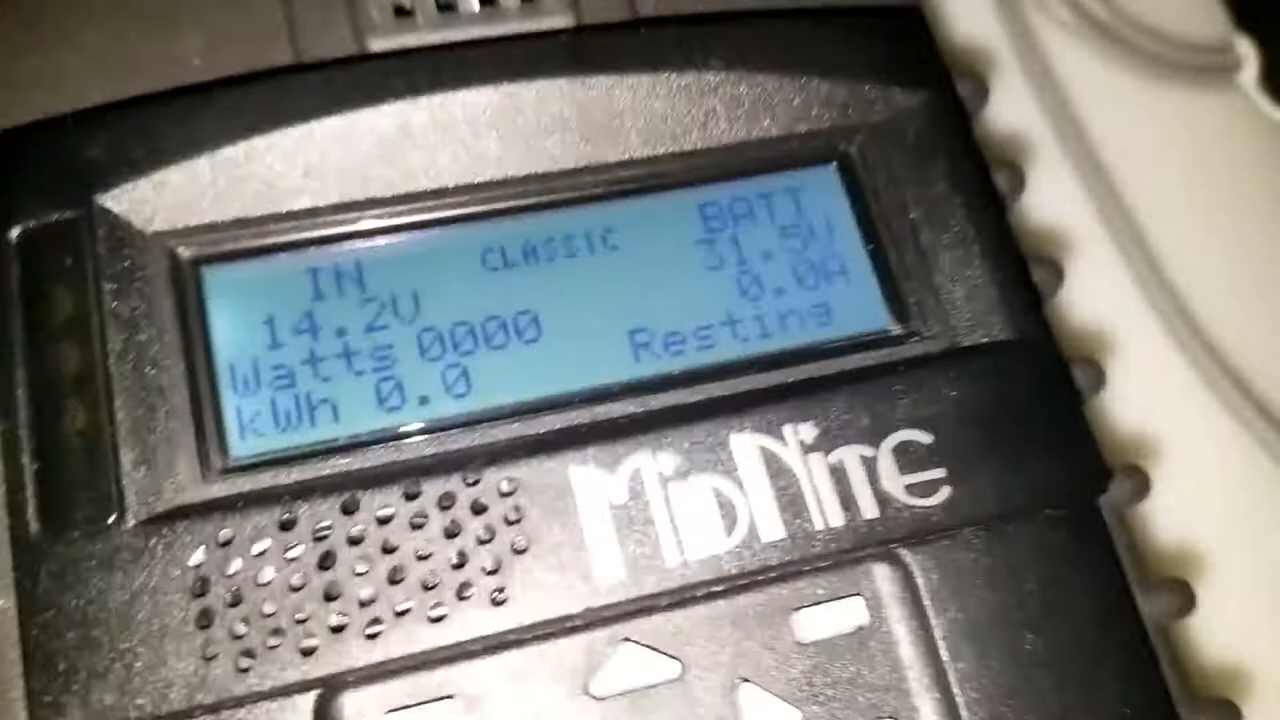 IN CLASSIC BATT
14.2V 31.5V
0.0A
Watts 0000 Resting
kWh 0.0
MIDNITE